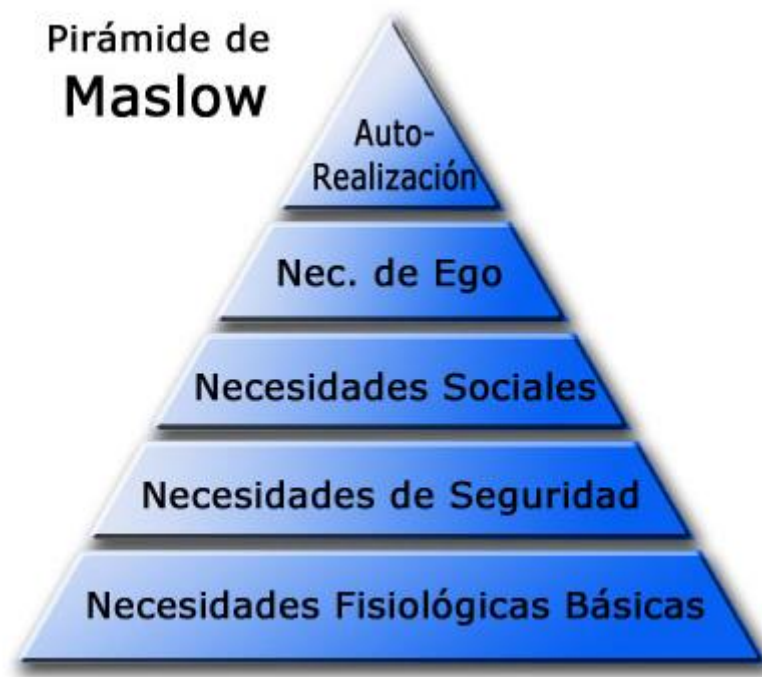 Pirámide de
Maslow
Auto-
Realización
Nec. de Ego
Necesidades Sociales
Necesidades de Seguridad
Necesidades Fisiológicas Básicas